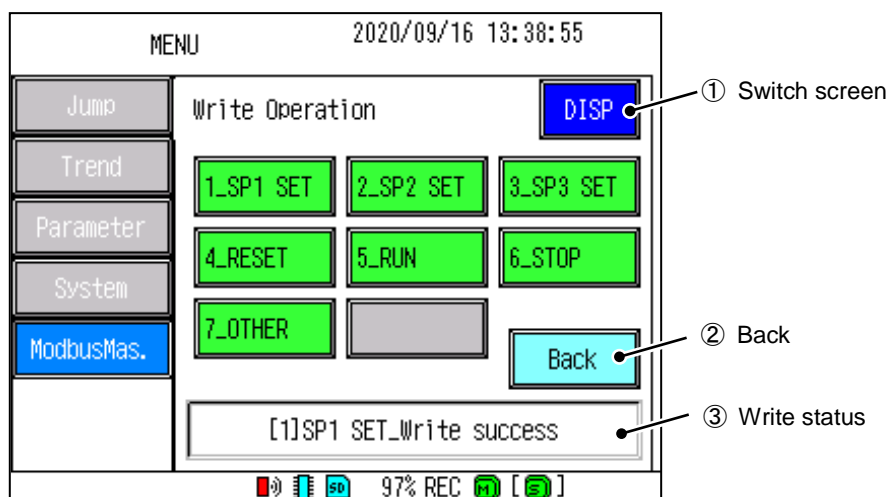 MENU 2020/09/16 13:38:55
Jump
Trend
Parameter
System
ModbusMas.
Write Operation DISP
1_SP1 SET 2_SP2 SET 3_SP3 SET
4_RESET 5_RUN 6_STOP
7_OTHER
Back
[1]SP1 SET_Write success
SD 97% REC M [S]
① Switch screen
② Back
③ Write status